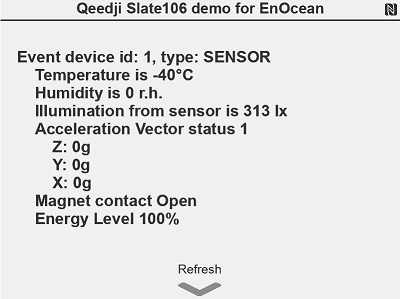 Qeedji Slate106 demo for EnOcean
Event device id: 1, type: SENSOR
Temperature is -40°C
Humidity is 0 r.h.
Illumination from sensor is 313 lx
Acceleration Vector status 1
Z: 0g
Y: 0g
X: 0g
Magnet contact Open
Energy Level 100%
Refresh